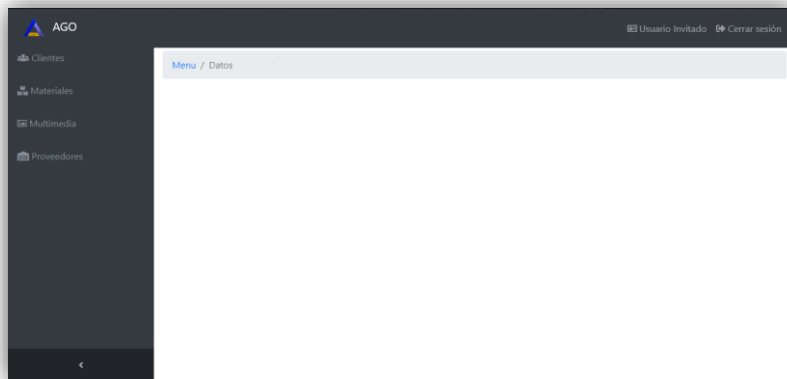 AGO
Usuario Invitado Cerrar sesión
Clientes
Menu / Datos
Materiales
Multimedia
Proveedores